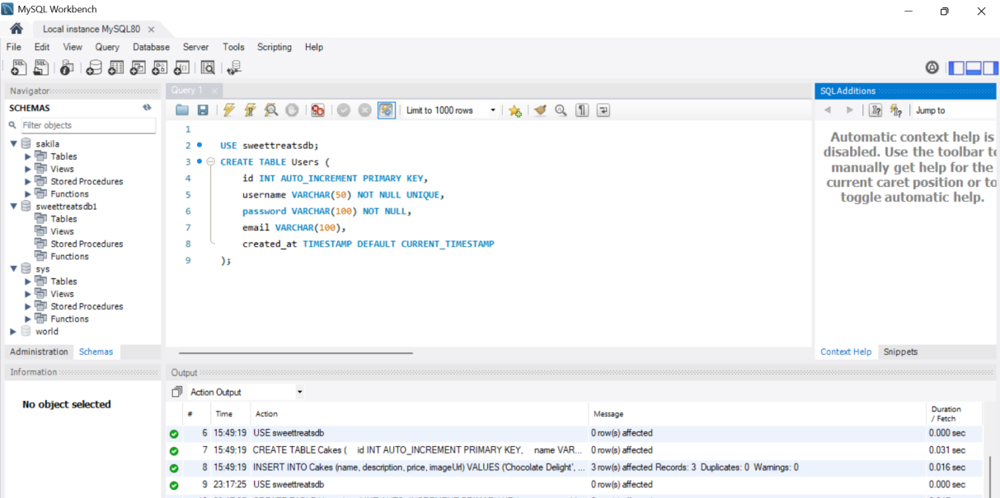 MySQL Workbench
Local instance MySQL80
File Edit View Query Database Server Tools Scripting Help
Navigator
SCHEMAS
Filter objects
sakila
Tables
Views
Stored Procedures
Functions
sweettreatsdb1
Tables
Views
Stored Procedures
Functions
sys
Tables
Views
Stored Procedures
Functions
world
Administration Schemas
Information
No object selected
Query 1
Limit to 1000 rows
1
2 USE sweettreatsdb;
3 CREATE TABLE Users (
4 id INT AUTO_INCREMENT PRIMARY KEY,
5 username VARCHAR(50) NOT NULL UNIQUE,
6 password VARCHAR(100) NOT NULL,
7 email VARCHAR(100),
8 created_at TIMESTAMP DEFAULT CURRENT_TIMESTAMP
9 );
SQLAdditions
Jump to
Automatic context help is
disabled. Use the toolbar to
manually get help for the
current caret position or to
toggle automatic help.
Context Help Snippets
Output
Action Output
# Time Action Message Duration / Fetch
6 15:49:19 USE sweettreatsdb 0 row(s) affected 0.000 sec
7 15:49:19 CREATE TABLE Cakes ( id INT AUTO_INCREMENT PRIMARY KEY, name VAR... 0 row(s) affected 0.031 sec
8 15:49:19 INSERT INTO Cakes (name, description, price, imageUrl) VALUES ('Chocolate Delight', ... 3 row(s) affected Records: 3 Duplicates: 0 Warnings: 0 0.016 sec
9 23:17:25 USE sweettreatsdb 0 row(s) affected 0.000 sec